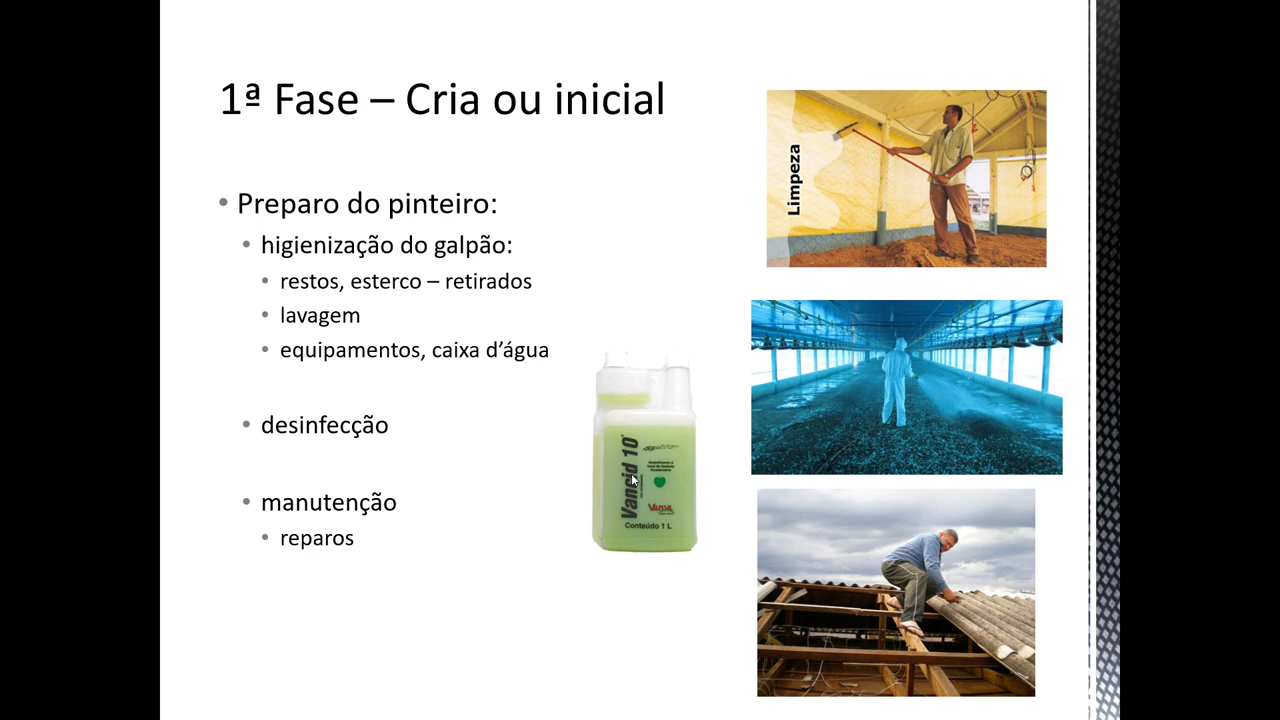 1ª Fase – Cria ou inicial
• Preparo do pinteiro:
• higienização do galpão:
• restos, esterco – retirados
• lavagem
• equipamentos, caixa d’água
• desinfecção
• manutenção
• reparos
Limpeza
Vancid 10
Vansil
Conteúdo 1 L